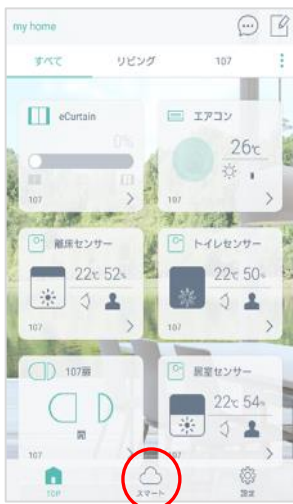 my home
すべて リビング 107
eCurtain
0%
107
エアコン
26℃
107
離床センサー
22℃ 52%
107
トイレセンサー
22℃ 50%
107
107扉
開
107
居室センサー
22℃ 54%
107
TOP スマート 設定